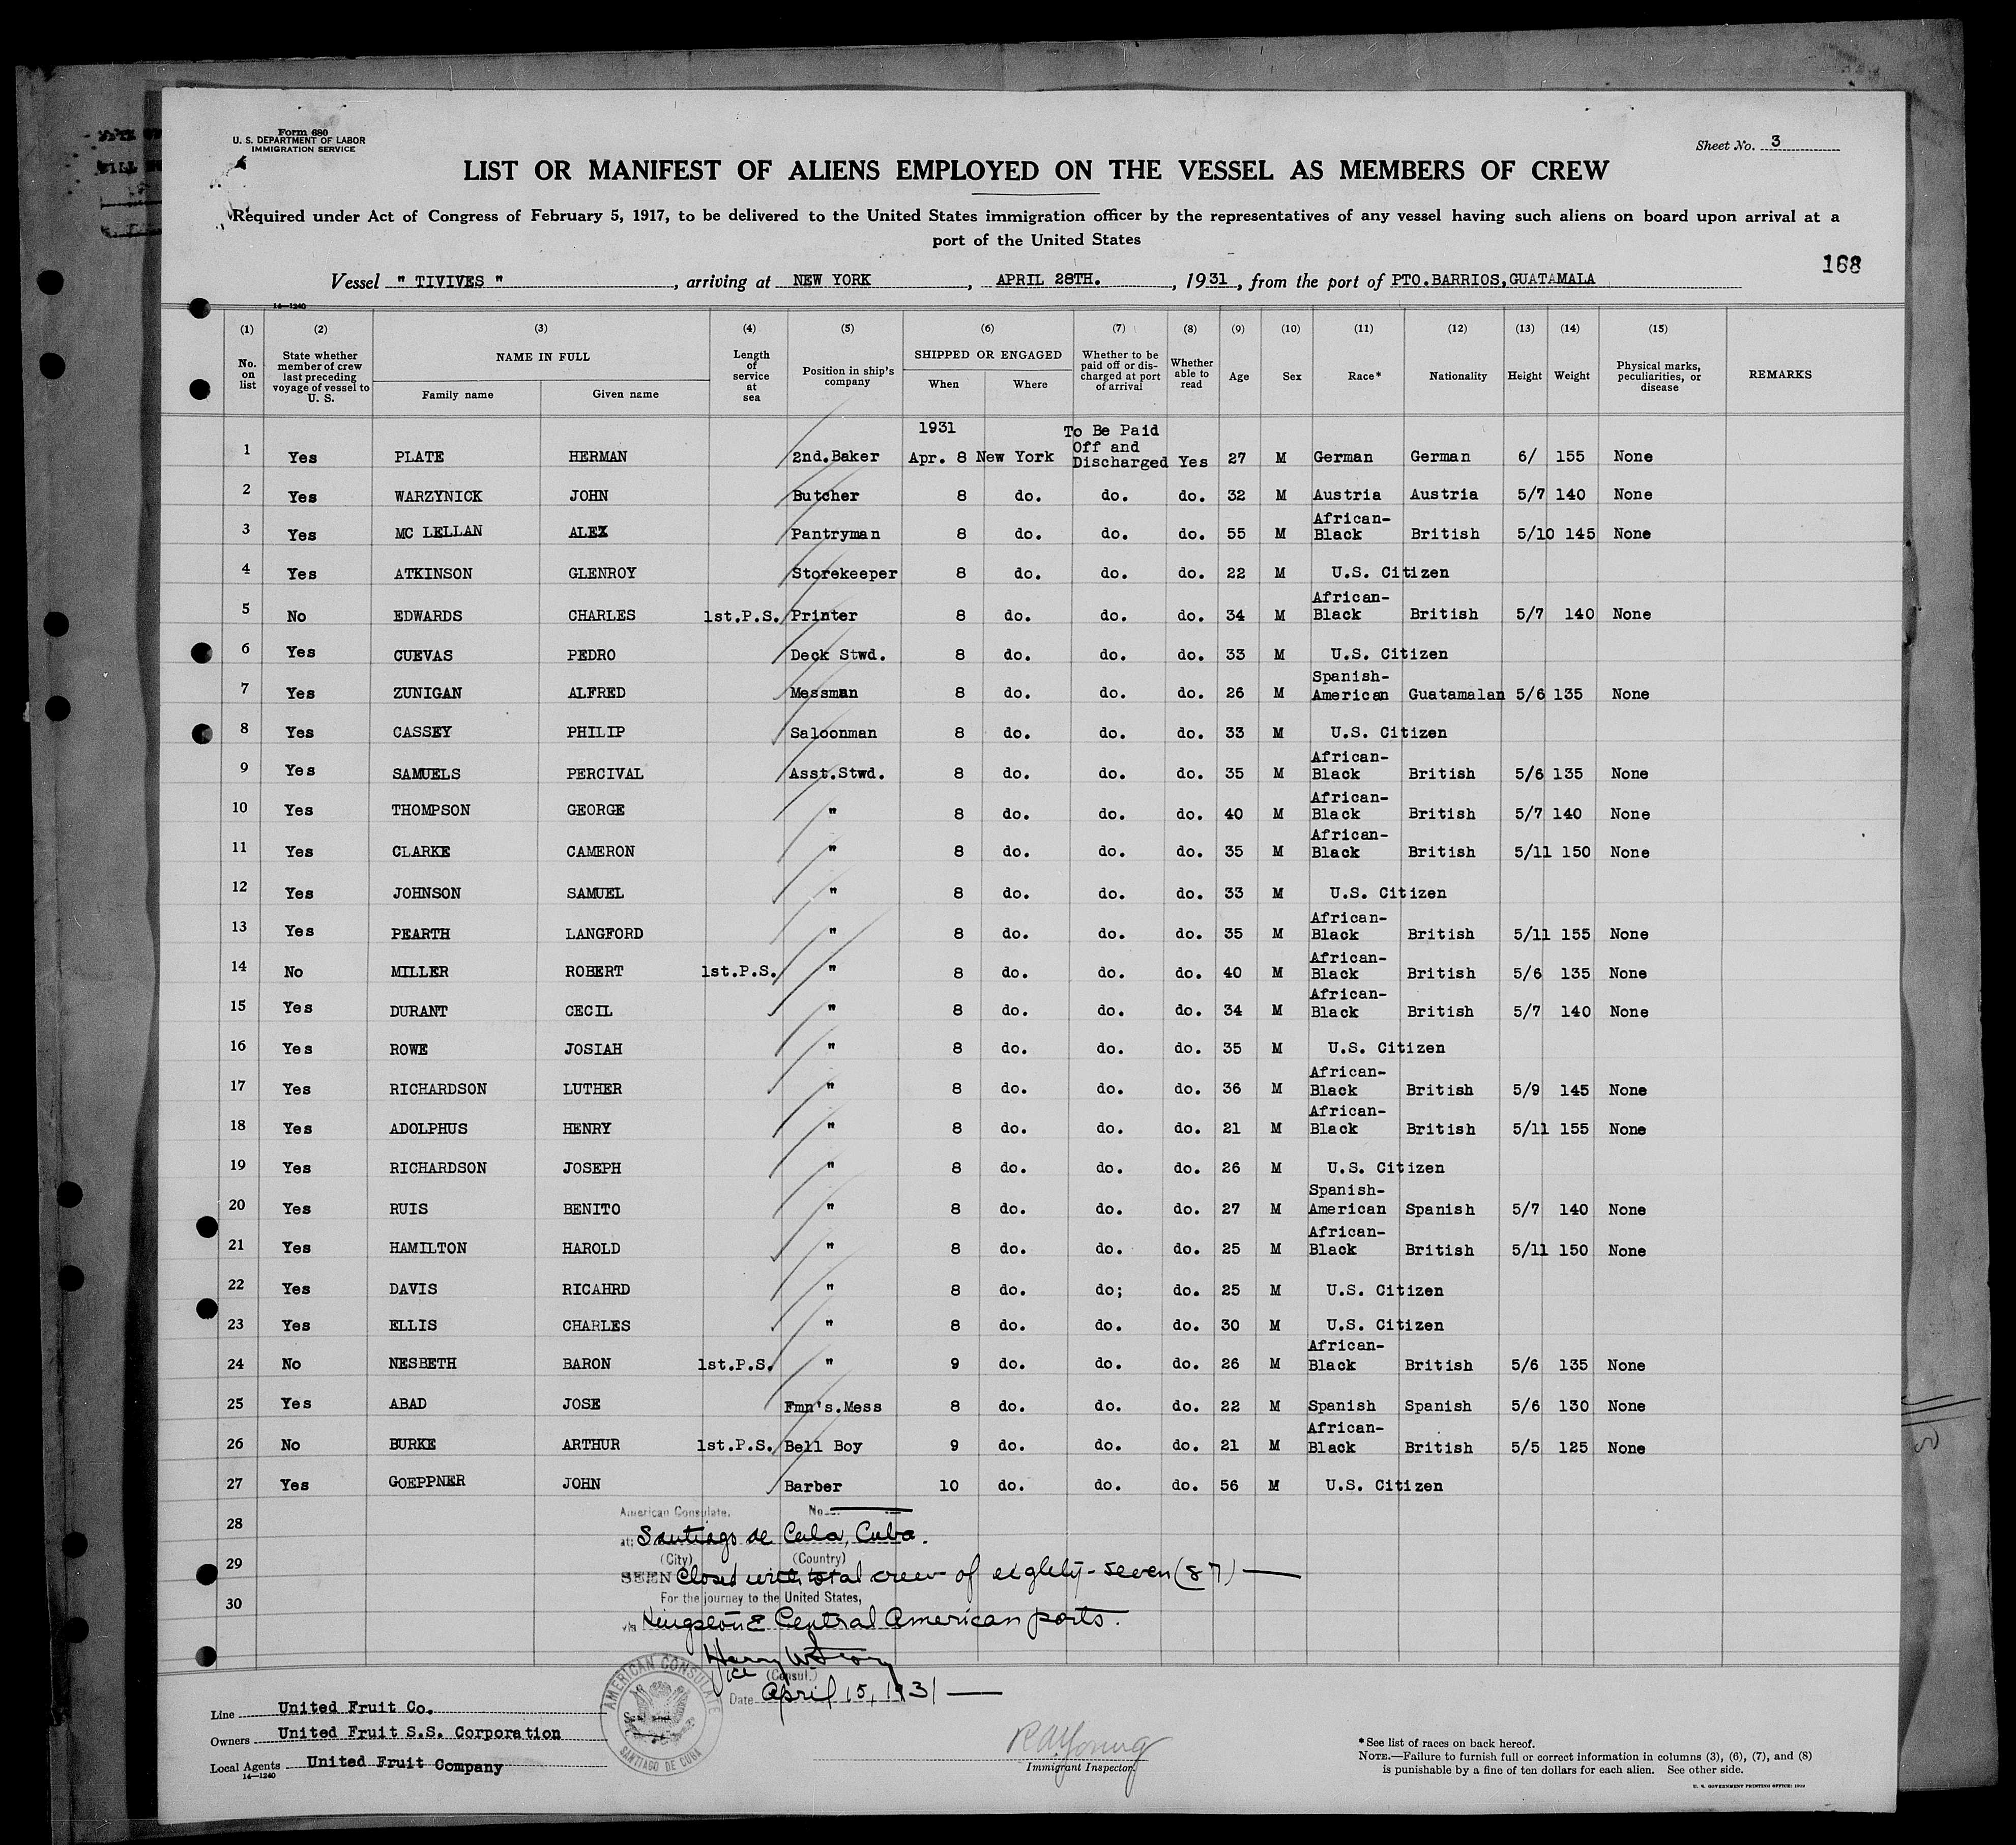 Form 680
U. S. DEPARTMENT OF LABOR
IMMIGRATION SERVICE
Sheet No. 3
LIST OR MANIFEST OF ALIENS EMPLOYED ON THE VESSEL AS MEMBERS OF CREW
Required under Act of Congress of February 5, 1917, to be delivered to the United States immigration officer by the representatives of any vessel having such aliens on board upon arrival at a
port of the United States
168
Vessel " TIVIVES ", arriving at NEW YORK, APRIL 28TH., 1931, from the port of PTO.BARRIOS,GUATAMALA
14—1240
(1) (2) (3) (4) (5) (6) (7) (8) (9) (10) (11) (12) (13) (14) (15)
No. on list State whether member of crew last preceding voyage of vessel to U. S. NAME IN FULL Family name Given name Length of service at sea Position in ship's company SHIPPED OR ENGAGED When Where Whether to be paid off or discharged at port of arrival Whether able to read Age Sex Race* Nationality Height Weight Physical marks, peculiarities, or disease REMARKS
1 Yes PLATE HERMAN 2nd.Baker 1931 Apr. 8 New York To Be Paid Off and Discharged Yes 27 M German German 6/ 155 None
2 Yes WARZYNICK JOHN Butcher 8 do. do. do. 32 M Austria Austria 5/7 140 None
3 Yes MC LELLAN ALEX Pantryman 8 do. do. do. 55 M African-Black British 5/10 145 None
4 Yes ATKINSON GLENROY Storekeeper 8 do. do. do. 22 M U.S. Citizen
5 No EDWARDS CHARLES 1st.P.S. Printer 8 do. do. do. 34 M African-Black British 5/7 140 None
6 Yes CUEVAS PEDRO Deck Stwd. 8 do. do. do. 33 M U.S. Citizen
7 Yes ZUNIGAN ALFRED Messman 8 do. do. do. 26 M Spanish-American Guatamalan 5/6 135 None
8 Yes CASSEY PHILIP Saloonman 8 do. do. do. 33 M U.S. Citizen
9 Yes SAMUELS PERCIVAL Asst.Stwd. 8 do. do. do. 35 M African-Black British 5/6 135 None
10 Yes THOMPSON GEORGE " 8 do. do. do. 40 M African-Black British 5/7 140 None
11 Yes CLARKE CAMERON " 8 do. do. do. 35 M African-Black British 5/11 150 None
12 Yes JOHNSON SAMUEL " 8 do. do. do. 33 M U.S. Citizen
13 Yes PEARTH LANGFORD " 8 do. do. do. 35 M African-Black British 5/11 155 None
14 No MILLER ROBERT 1st.P.S. " 8 do. do. do. 40 M African-Black British 5/6 135 None
15 Yes DURANT CECIL " 8 do. do. do. 34 M African-Black British 5/7 140 None
16 Yes ROWE JOSIAH " 8 do. do. do. 35 M U.S. Citizen
17 Yes RICHARDSON LUTHER " 8 do. do. do. 36 M African-Black British 5/9 145 None
18 Yes ADOLPHUS HENRY " 8 do. do. do. 21 M African-Black British 5/11 155 None
19 Yes RICHARDSON JOSEPH " 8 do. do. do. 26 M U.S. Citizen
20 Yes RUIS BENITO " 8 do. do. do. 27 M Spanish-American Spanish 5/7 140 None
21 Yes HAMILTON HAROLD " 8 do. do. do. 25 M African-Black British 5/11 150 None
22 Yes DAVIS RICAHRD " 8 do. do; do. 25 M U.S. Citizen
23 Yes ELLIS CHARLES " 8 do. do. do. 30 M U.S. Citizen
24 No NESBETH BARON 1st.P.S. " 9 do. do. do. 26 M African-Black British 5/6 135 None
25 Yes ABAD JOSE Fmn's.Mess 8 do. do. do. 22 M Spanish Spanish 5/6 130 None
26 No BURKE ARTHUR 1st.P.S. Bell Boy 9 do. do. do. 21 M African-Black British 5/5 125 None
27 Yes GOEPPNER JOHN Barber 10 do. do. do. 56 M U.S. Citizen
American Consulate, No.
28
at: Santiago de Cuba, Cuba.
(City) (Country)
29
SEEN Closed with total crew of eighty-seven (87)
For the journey to the United States,
30
via Kingston & Central American ports.
Harry W Story
Vice (Consul.)
Date April 15, 1931
AMERICAN CONSULATE
SANTIAGO DE CUBA
Line United Fruit Co.
Owners United Fruit S.S. Corporation
Local Agents United Fruit Company
14—1240
R A Young
Immigrant Inspector.
*See list of races on back hereof.
NOTE.—Failure to furnish full or correct information in columns (3), (6), (7), and (8)
is punishable by a fine of ten dollars for each alien. See other side.